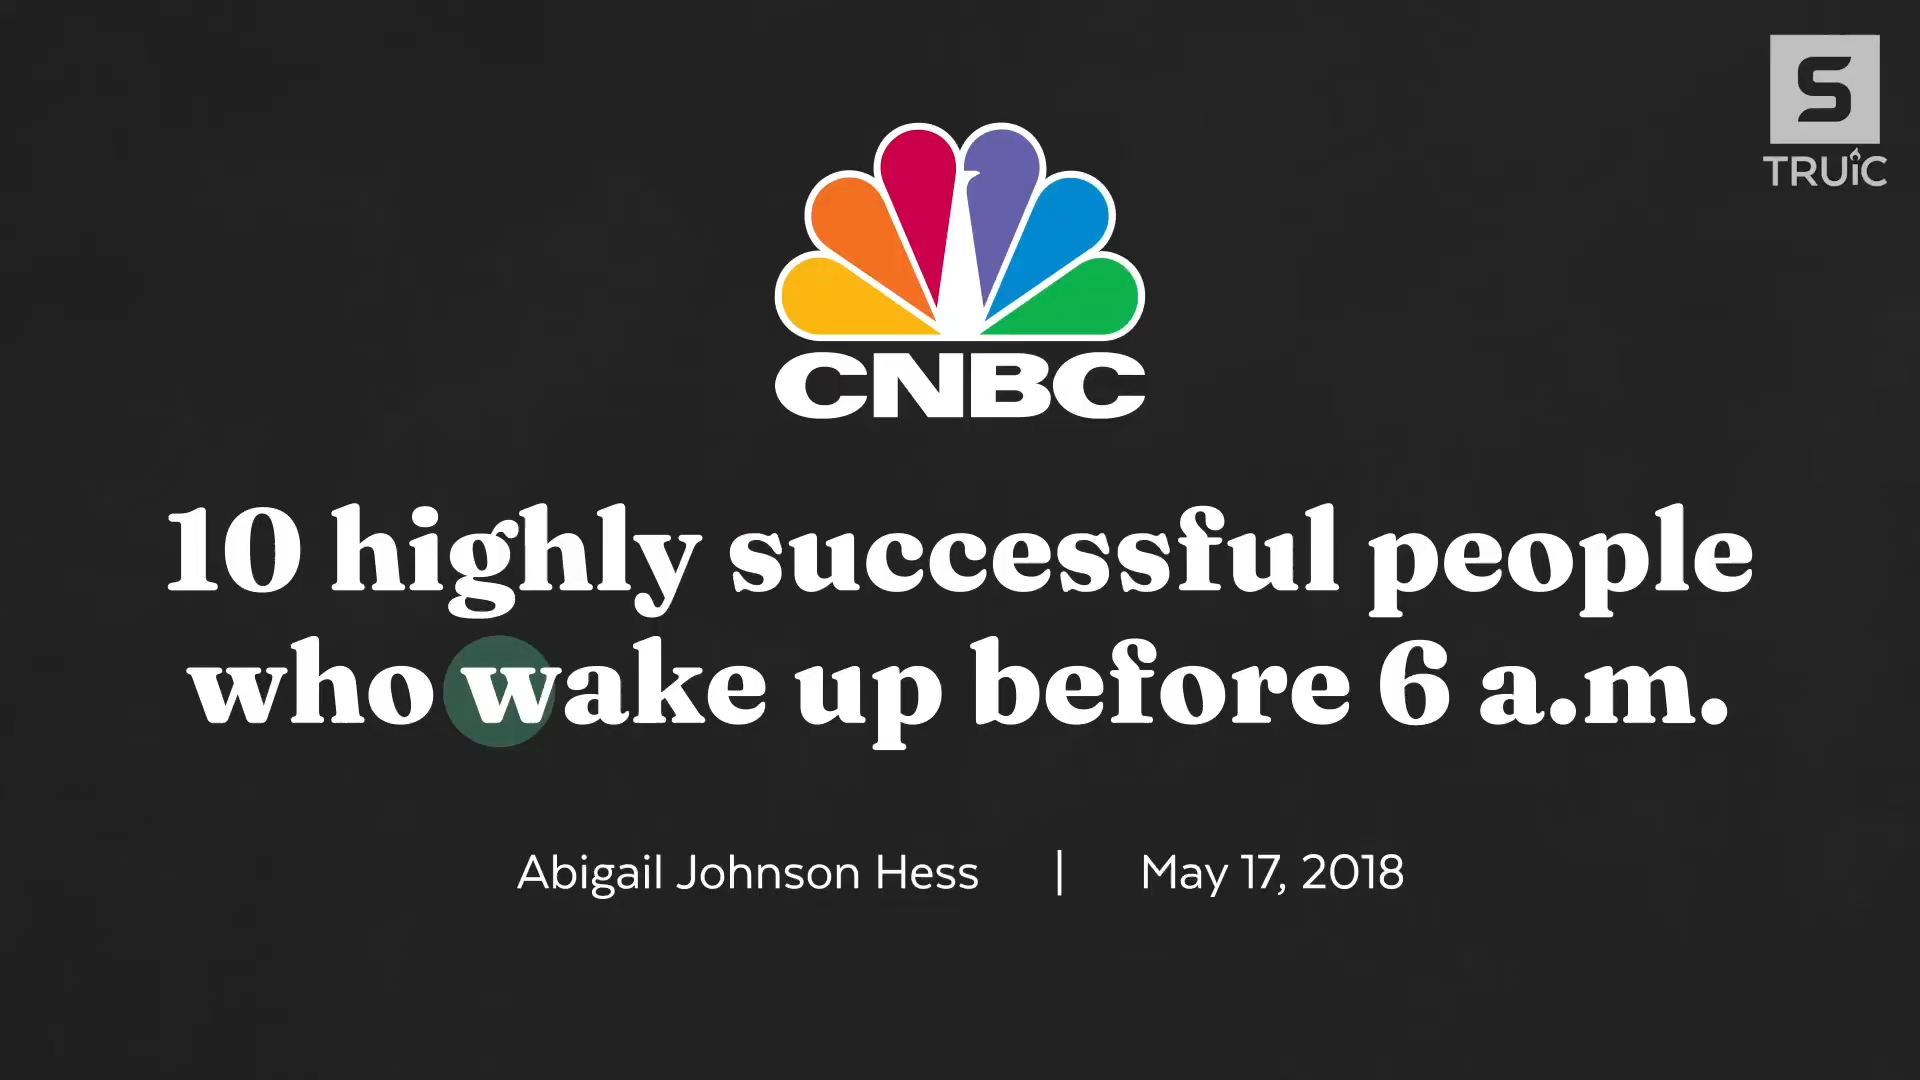 S
TRUiC
CNBC
10 highly successful people
who wake up before 6 a.m.
Abigail Johnson Hess | May 17, 2018